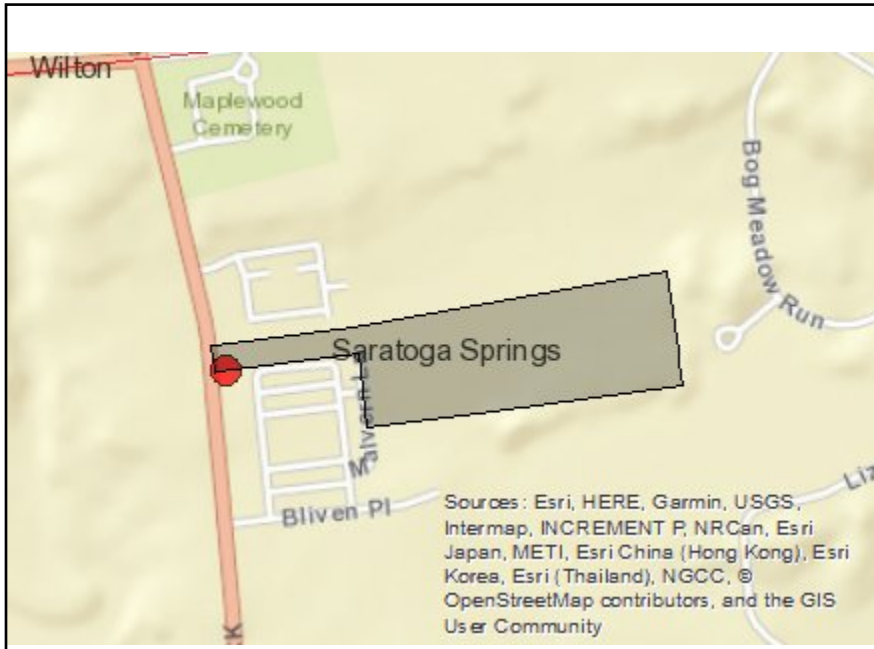 Wilton
Maplewood
Cemetery
Bog Meadow Run
Saratoga Springs
Bliven Pl
Sources: Esri, HERE, Garmin, USGS,
Intermap, INCREMENT P, NRCan, Esri
Japan, METI, Esri China (Hong Kong), Esri
Korea, Esri (Thailand), NGCC, ©
OpenStreetMap contributors, and the GIS
User Community